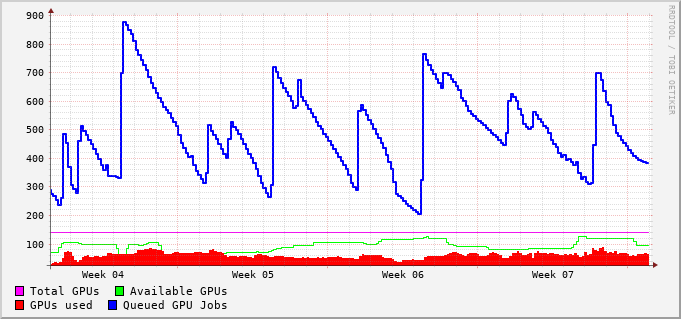 900
800
700
600
500
400
300
200
100
Week 04 Week 05 Week 06 Week 07
RRDTOOL / TOBI OETIKER
Total GPUs Available GPUs
GPUs used Queued GPU Jobs